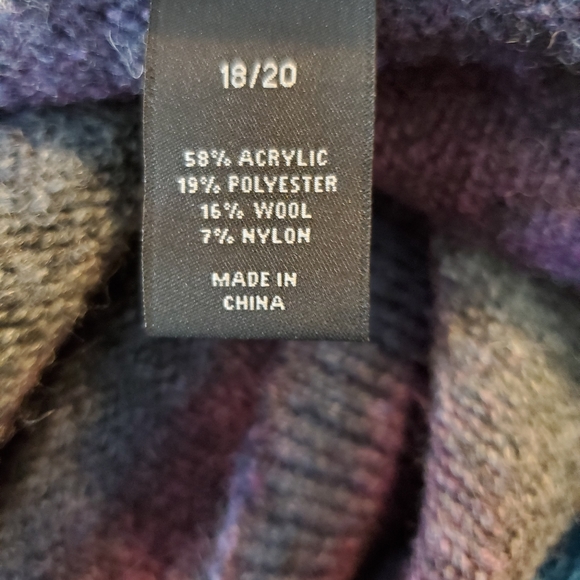 18/20
58% ACRYLIC
19% POLYESTER
16% WOOL
7% NYLON
MADE IN
CHINA